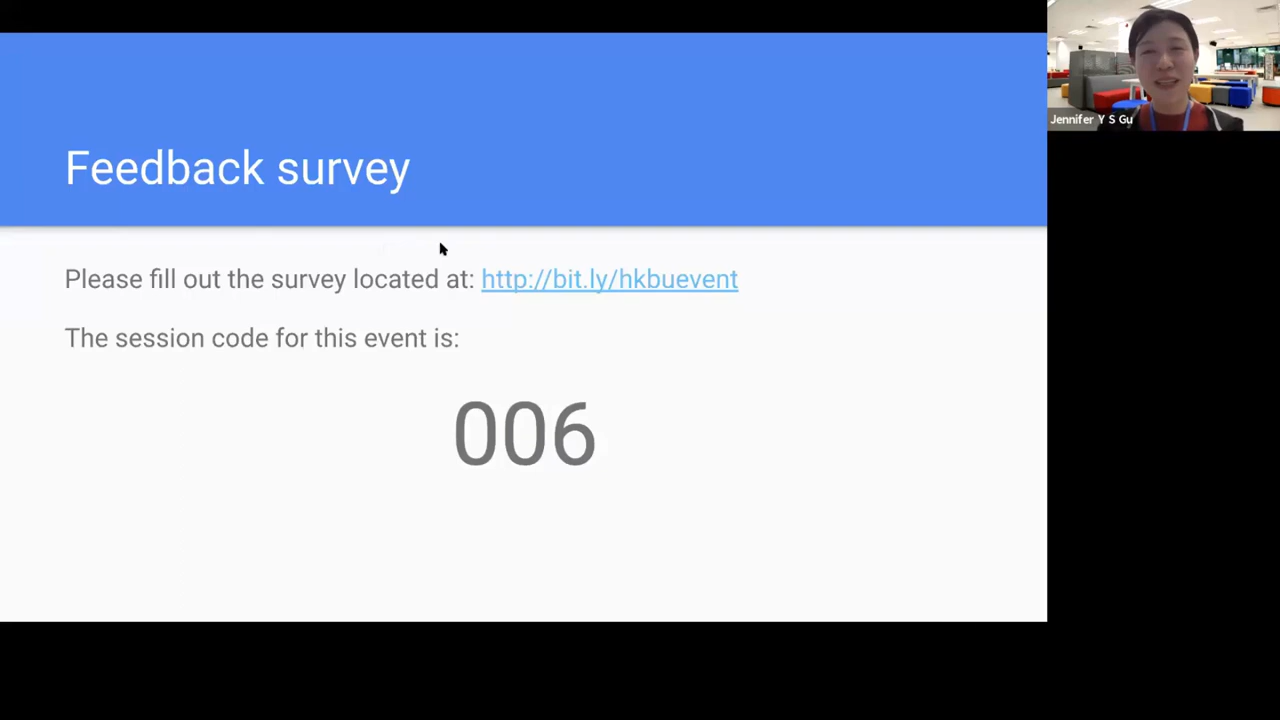 Feedback survey
Please fill out the survey located at: http://bit.ly/hkbuevent
The session code for this event is:
006
Jennifer Y S Gu